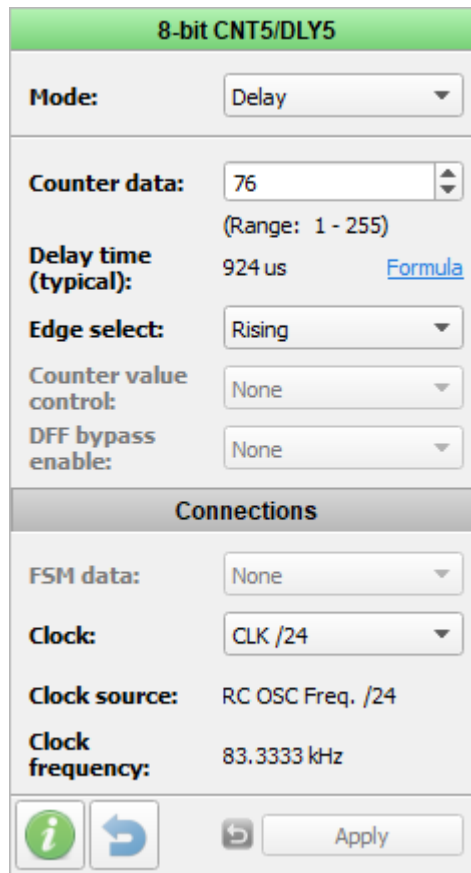 8-bit CNT5/DLY5
Mode: Delay
Counter data: 76
(Range: 1 - 255)
Delay time
(typical): 924 us Formula
Edge select: Rising
Counter value
control: None
DFF bypass
enable: None
Connections
FSM data: None
Clock: CLK /24
Clock source: RC OSC Freq. /24
Clock
frequency: 83.3333 kHz
i Apply